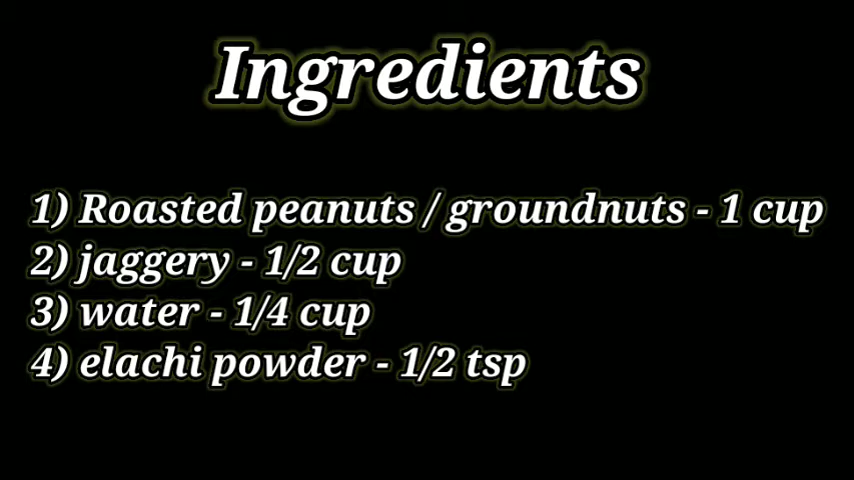 Ingredients
1) Roasted peanuts / groundnuts - 1 cup
2) jaggery - 1/2 cup
3) water - 1/4 cup
4) elachi powder - 1/2 tsp